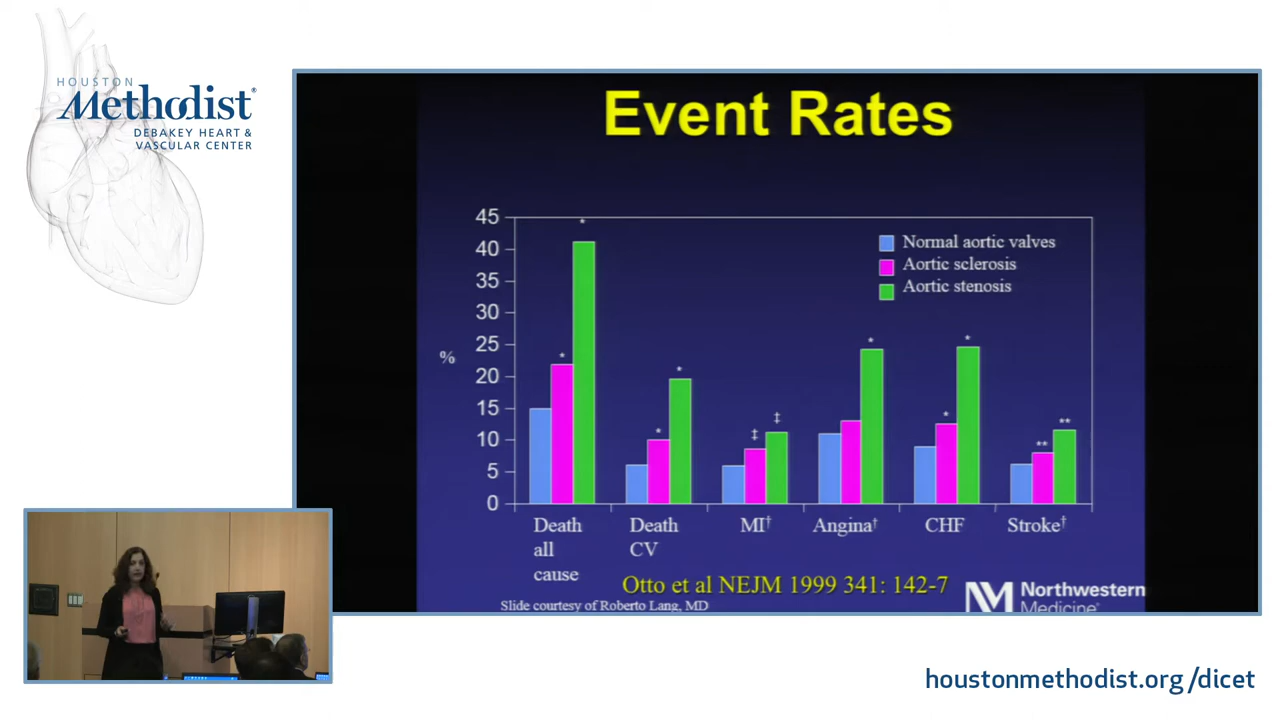 HOUSTON
Methodist®
DEBAKEY HEART &
VASCULAR CENTER
Event Rates
45
40
35
30
25
20
15
10
5
0
%
Normal aortic valves
Aortic sclerosis
Aortic stenosis
*
*
*
*
‡
‡
*
*
*
**
**
Death
all
cause
Death
CV
MI†
Angina†
CHF
Stroke†
Otto et al NEJM 1999 341: 142-7
Slide courtesy of Roberto Lang, MD
NM Northwestern
Medicine®
houstonmethodist.org/dicet